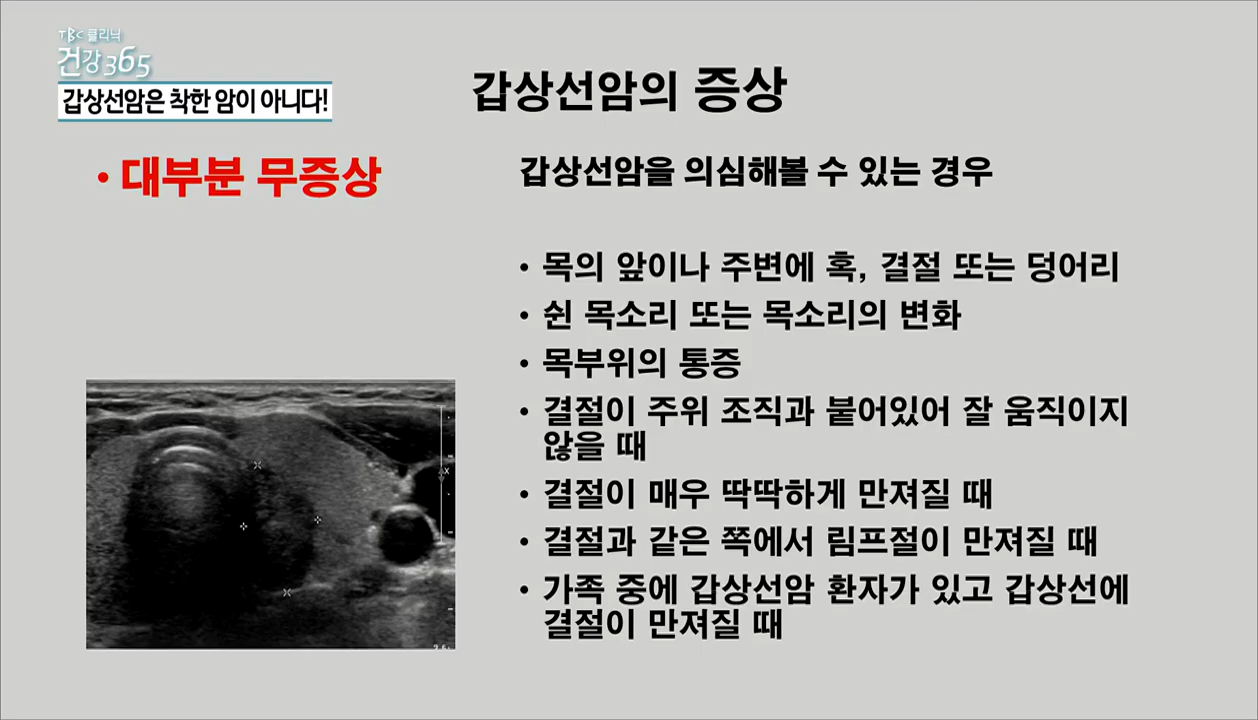 TBC 클리닉
건강365
갑상선암은 착한 암이 아니다!
갑상선암의 증상
• 대부분 무증상
갑상선암을 의심해볼 수 있는 경우
• 목의 앞이나 주변에 혹, 결절 또는 덩어리
• 쉰 목소리 또는 목소리의 변화
• 목부위의 통증
• 결절이 주위 조직과 붙어있어 잘 움직이지
않을 때
• 결절이 매우 딱딱하게 만져질 때
• 결절과 같은 쪽에서 림프절이 만져질 때
• 가족 중에 갑상선암 환자가 있고 갑상선에
결절이 만져질 때